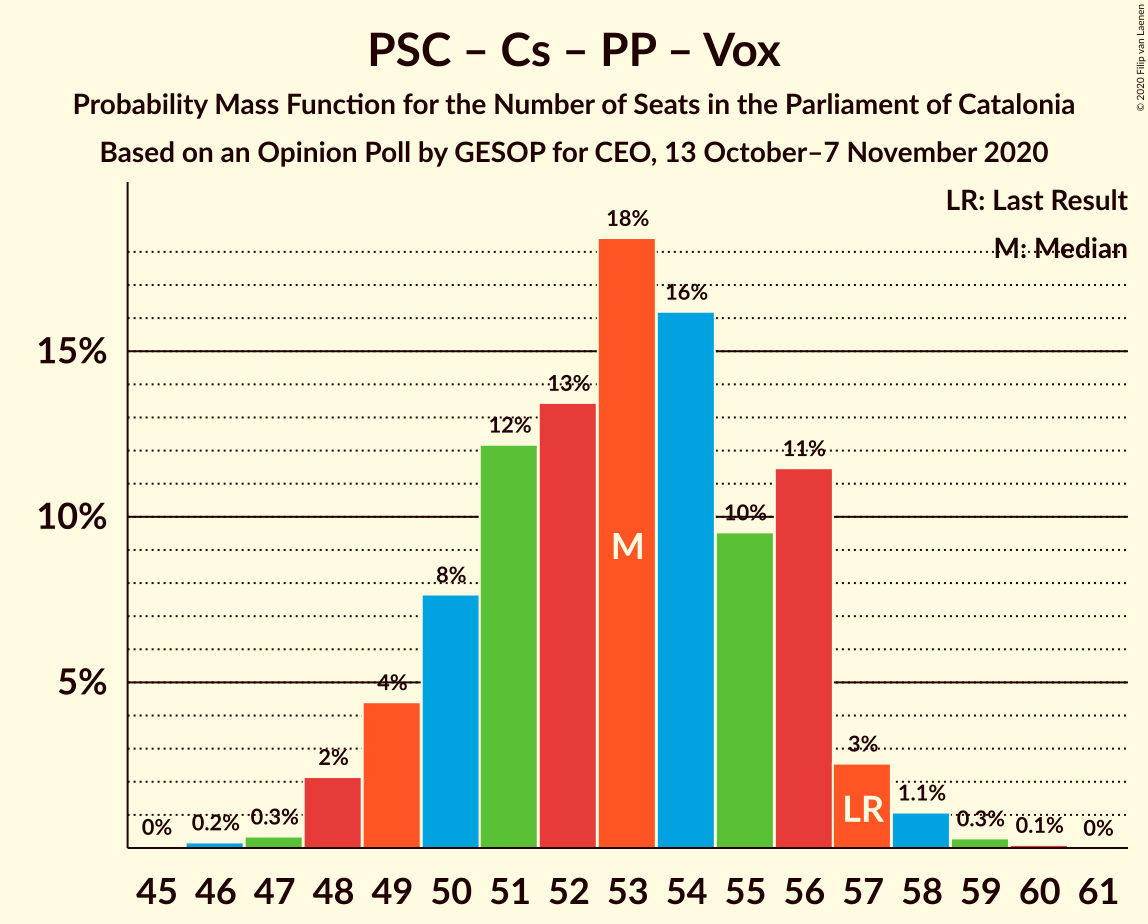 PSC – Cs – PP – Vox
Probability Mass Function for the Number of Seats in the Parliament of Catalonia
Based on an Opinion Poll by GESOP for CEO, 13 October–7 November 2020
© 2020 Filip van Laenen
LR: Last Result
M: Median
15%
10%
5%
0%
0.2%
0.3%
2%
4%
8%
12%
13%
18%
16%
10%
11%
3%
1.1%
0.3%
0.1%
0%
M
LR
45 46 47 48 49 50 51 52 53 54 55 56 57 58 59 60 61